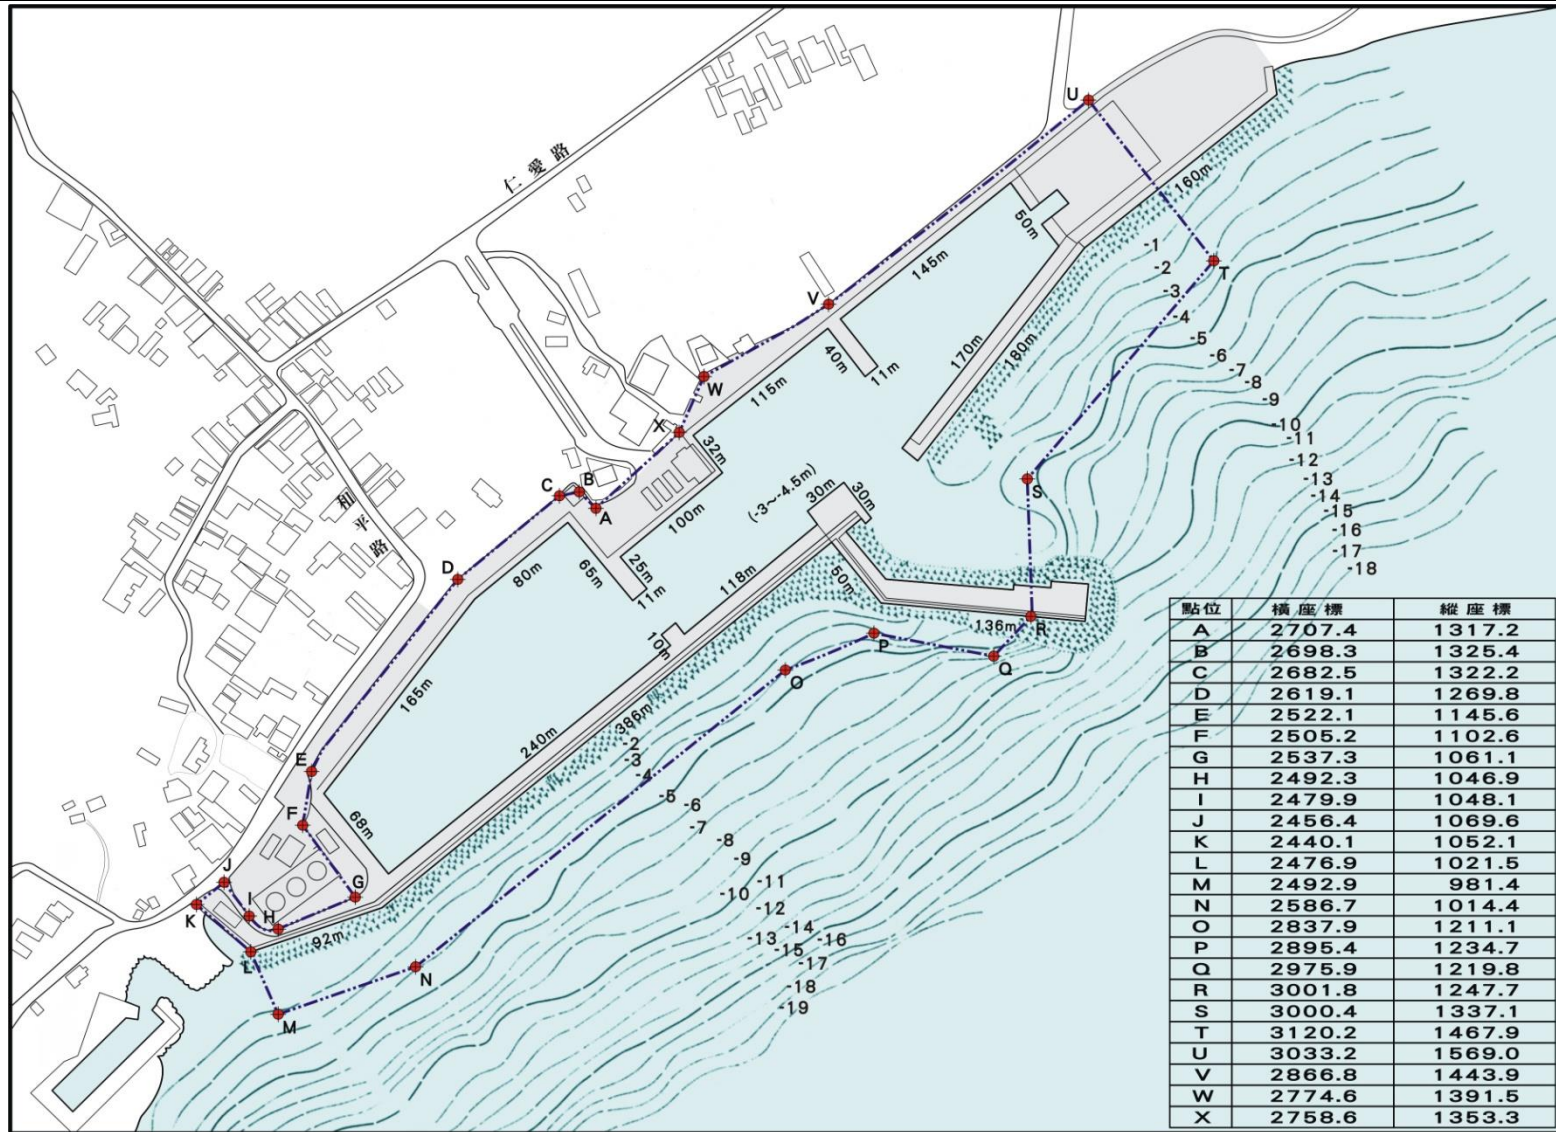 U
仁愛路
160m
50m
-1
145m
-2
T
-3
V
-4
-5
170m
180m
40m
11m
-6
-7
-8
W
115m
-9
X
-10
32m
-11
-12
(-3~-4.5m)
S
-13
C
B
30m
30m
-14
A
100m
-15
和平路
-16
-17
D
80m
65m
25m
118m
50m
-18
11m
136m
R
10m
P
Q
O
165m
386m
240m
-2
-3
-4
E
-5
-6
F
68m
-7
-8
-9
J
G
-11
-10
I
-12
K
H
-14
92m
-13
-16
-15
L
-17
N
-18
-19
M
點位 橫座標 縱座標
A 2707.4 1317.2
B 2698.3 1325.4
C 2682.5 1322.2
D 2619.1 1269.8
E 2522.1 1145.6
F 2505.2 1102.6
G 2537.3 1061.1
H 2492.3 1046.9
I 2479.9 1048.1
J 2456.4 1069.6
K 2440.1 1052.1
L 2476.9 1021.5
M 2492.9 981.4
N 2586.7 1014.4
O 2837.9 1211.1
P 2895.4 1234.7
Q 2975.9 1219.8
R 3001.8 1247.7
S 3000.4 1337.1
T 3120.2 1467.9
U 3033.2 1569.0
V 2866.8 1443.9
W 2774.6 1391.5
X 2758.6 1353.3